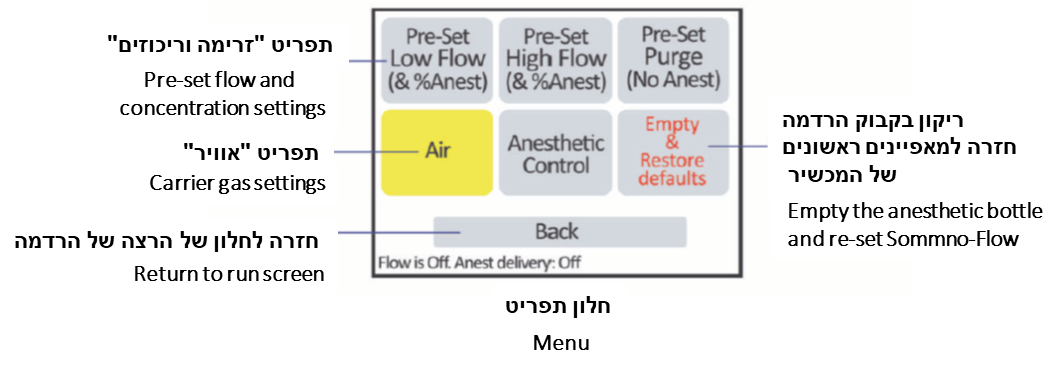 תפריט "זרימה וריכוזים"
Pre-set flow and
concentration settings
תפריט "אוויר"
Carrier gas settings
חזרה לחלון של הרצה של הרדמה
Return to run screen
Pre-Set
Low Flow
(& %Anest)
Pre-Set
High Flow
(& %Anest)
Pre-Set
Purge
(No Anest)
Air
Anesthetic
Control
Empty
&
Restore
defaults
Back
Flow is Off. Anest delivery: Off
ריקון בקבוק הרדמה
חזרה למאפיינים ראשונים
של המכשיר
Empty the anesthetic bottle
and re-set Sommno-Flow
חלון תפריט
Menu